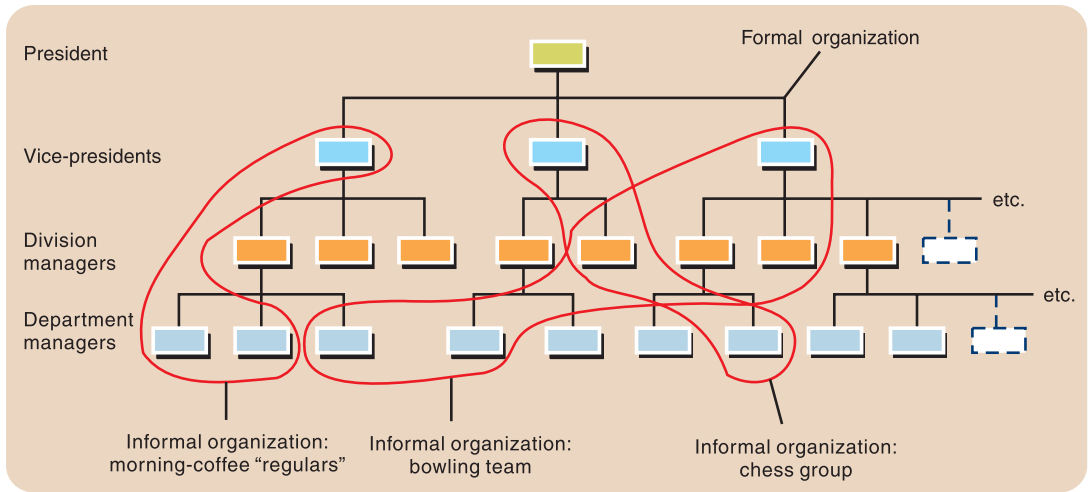 Formal organization
President
Vice-presidents
etc.
Division
managers
etc.
Department
managers
Informal organization:
morning-coffee “regulars”
Informal organization:
bowling team
Informal organization:
chess group